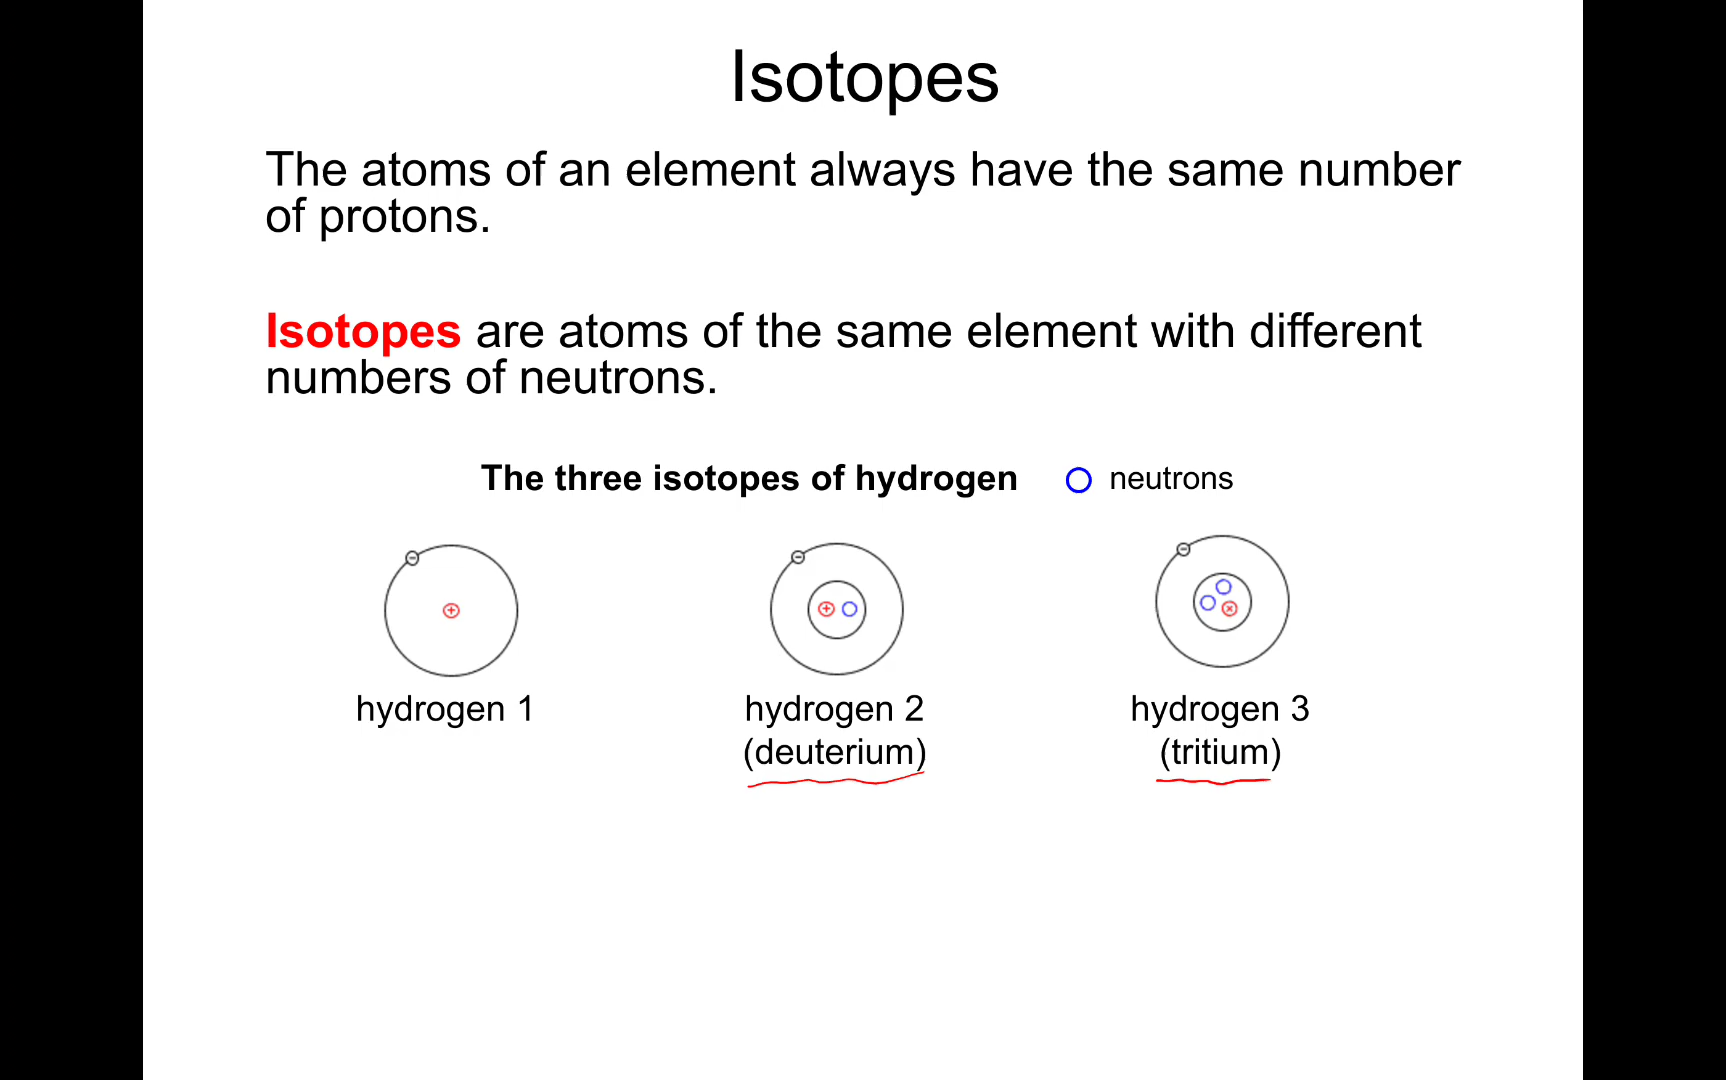 Isotopes
The atoms of an element always have the same number
of protons.
Isotopes are atoms of the same element with different
numbers of neutrons.
The three isotopes of hydrogen
neutrons
hydrogen 1
hydrogen 2
(deuterium)
hydrogen 3
(tritium)